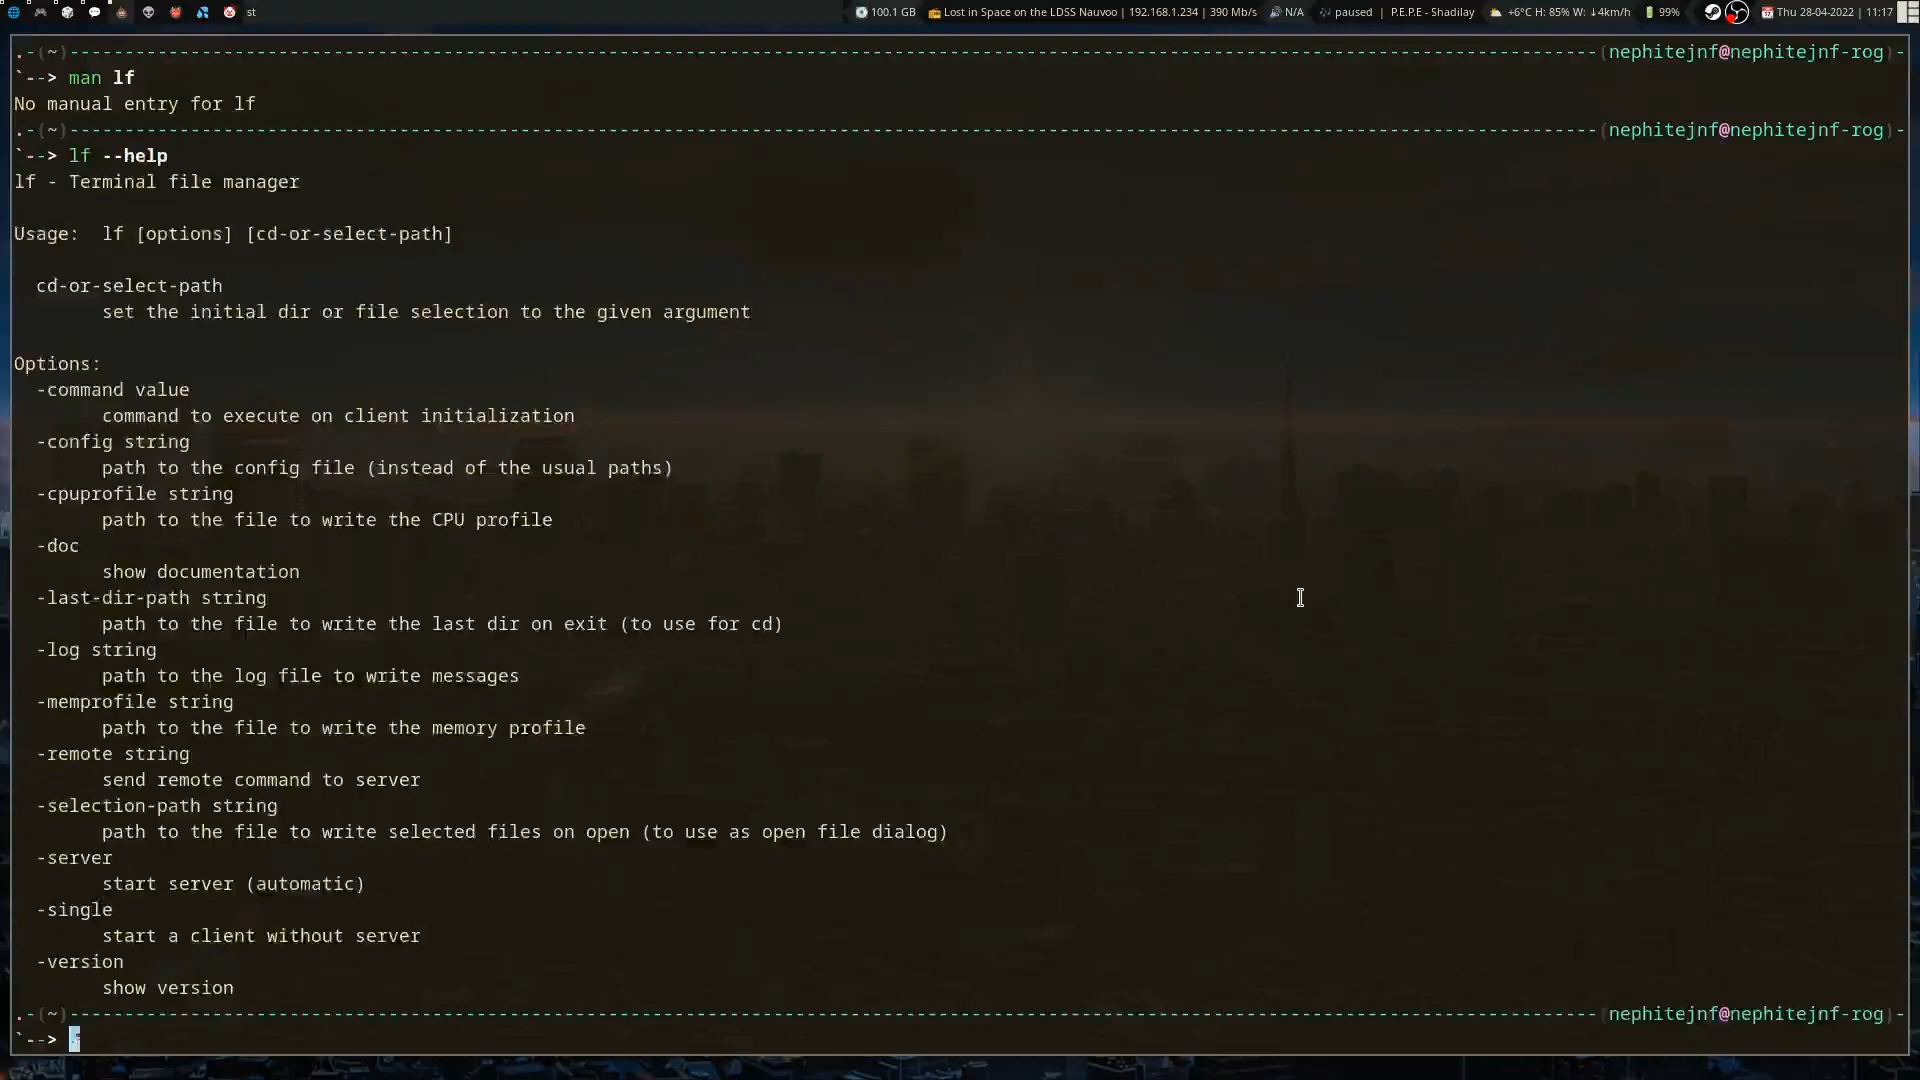 st
100.1 GB Lost in Space on the LDSS Nauvoo | 192.168.1.234 | 390 Mb/s N/A paused | P.E.P.E - Shadilay +6°C H: 85% W: ↓4km/h 99% Thu 28-04-2022 | 11:17
.-(~)---(nephitejnf@nephitejnf-rog)-
`--> man lf
No manual entry for lf
.-(~)---(nephitejnf@nephitejnf-rog)-
`--> lf --help
lf - Terminal file manager
Usage:  lf [options] [cd-or-select-path]
cd-or-select-path
set the initial dir or file selection to the given argument
Options:
-command value
command to execute on client initialization
-config string
path to the config file (instead of the usual paths)
-cpuprofile string
path to the file to write the CPU profile
-doc
show documentation
-last-dir-path string
path to the file to write the last dir on exit (to use for cd)
-log string
path to the log file to write messages
-memprofile string
path to the file to write the memory profile
-remote string
send remote command to server
-selection-path string
path to the file to write selected files on open (to use as open file dialog)
-server
start server (automatic)
-single
start a client without server
-version
show version
.-(~)---(nephitejnf@nephitejnf-rog)-
`-->